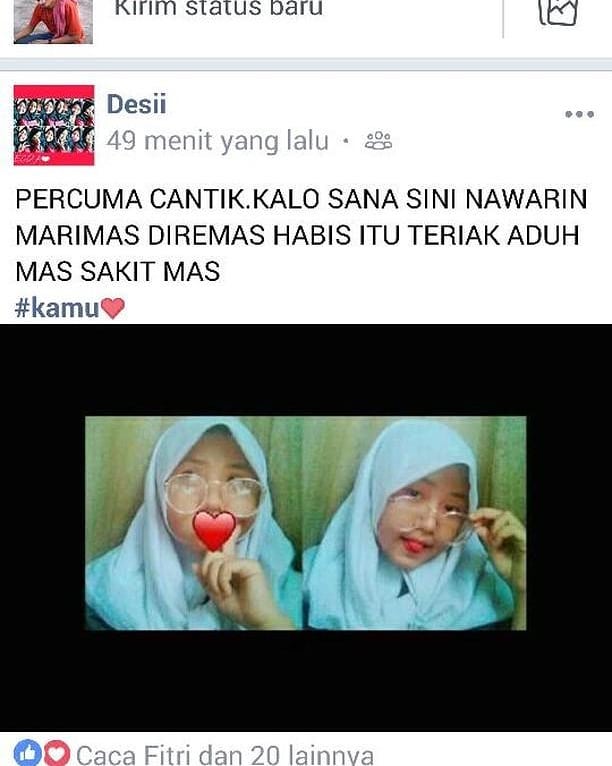 Kirim status baru
Desii
49 menit yang lalu ·
PERCUMA CANTIK.KALO SANA SINI NAWARIN
MARIMAS DIREMAS HABIS ITU TERIAK ADUH
MAS SAKIT MAS
#kamu❤
Caca Fitri dan 20 lainnya